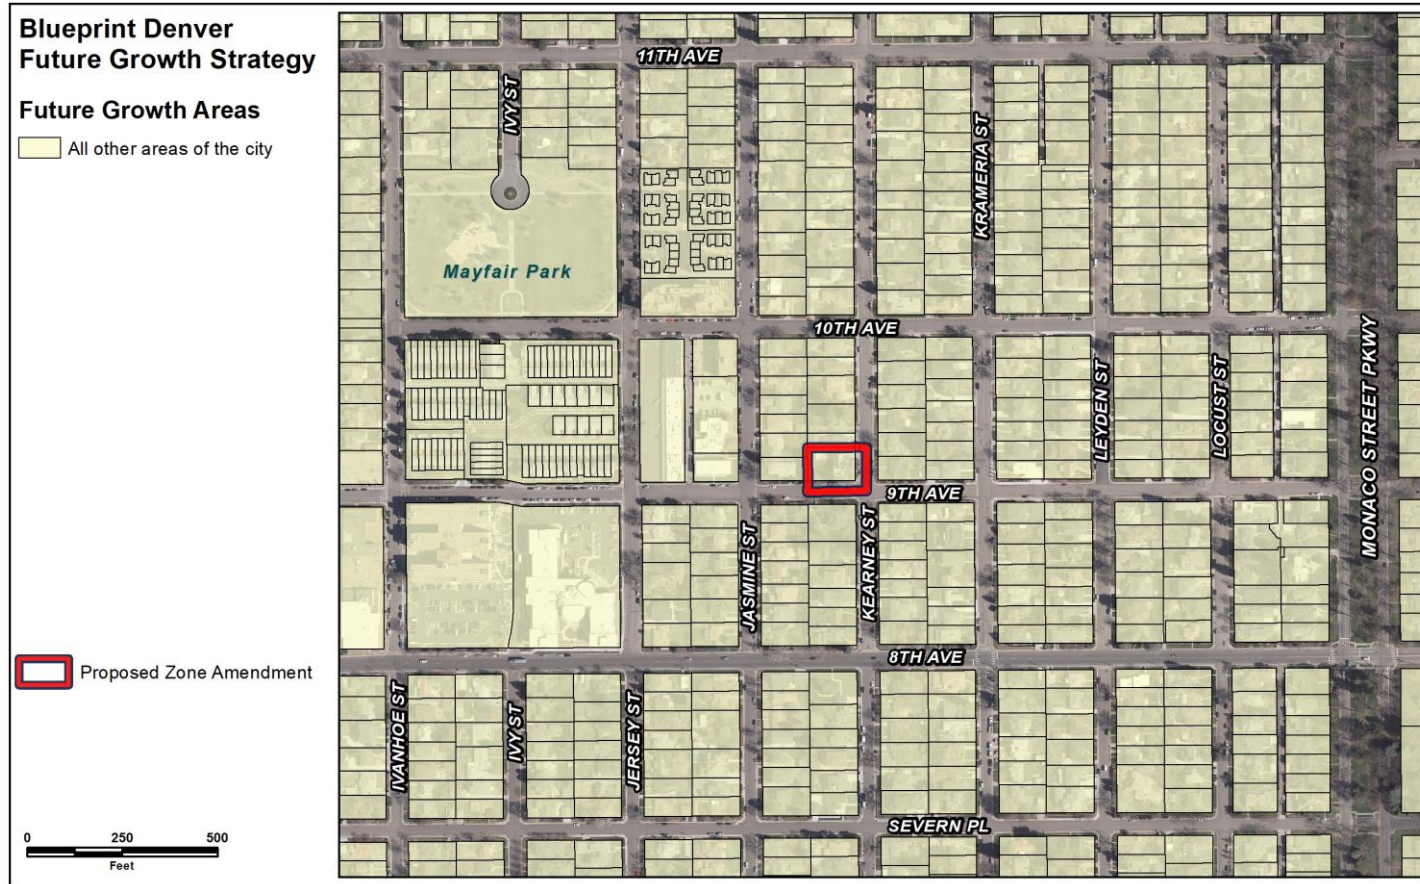 Blueprint Denver
Future Growth Strategy
Future Growth Areas
All other areas of the city
Proposed Zone Amendment
0 250 500
Feet
11TH AVE
IVY ST
KRAMERIA ST
Mayfair Park
10TH AVE
MONACO STREET PKWY
LEYDEN ST
LOCUST ST
9TH AVE
JASMINE ST
KEARNEY ST
8TH AVE
IVANHOE ST
IVY ST
JERSEY ST
SEVERN PL